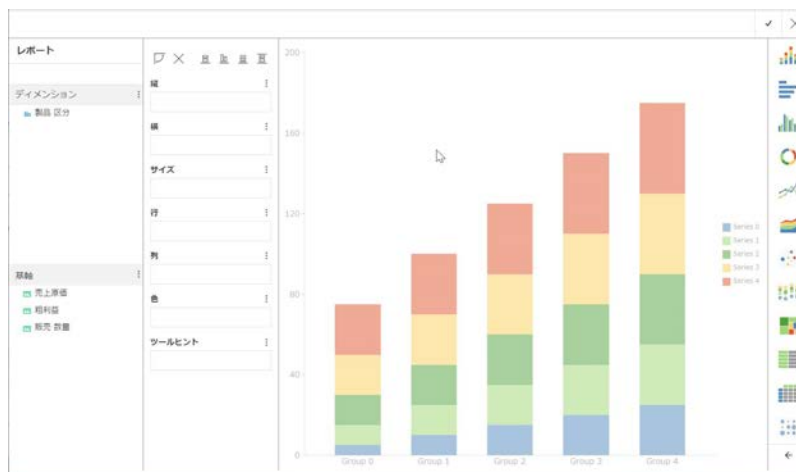 レポート
ディメンション
製品 区分
基軸
売上原価
粗利益
販売 数量
縦
横
サイズ
行
列
色
ツールヒント
200
160
120
80
40
0
Group 0
Group 1
Group 2
Group 3
Group 4
Series 0
Series 1
Series 2
Series 3
Series 4